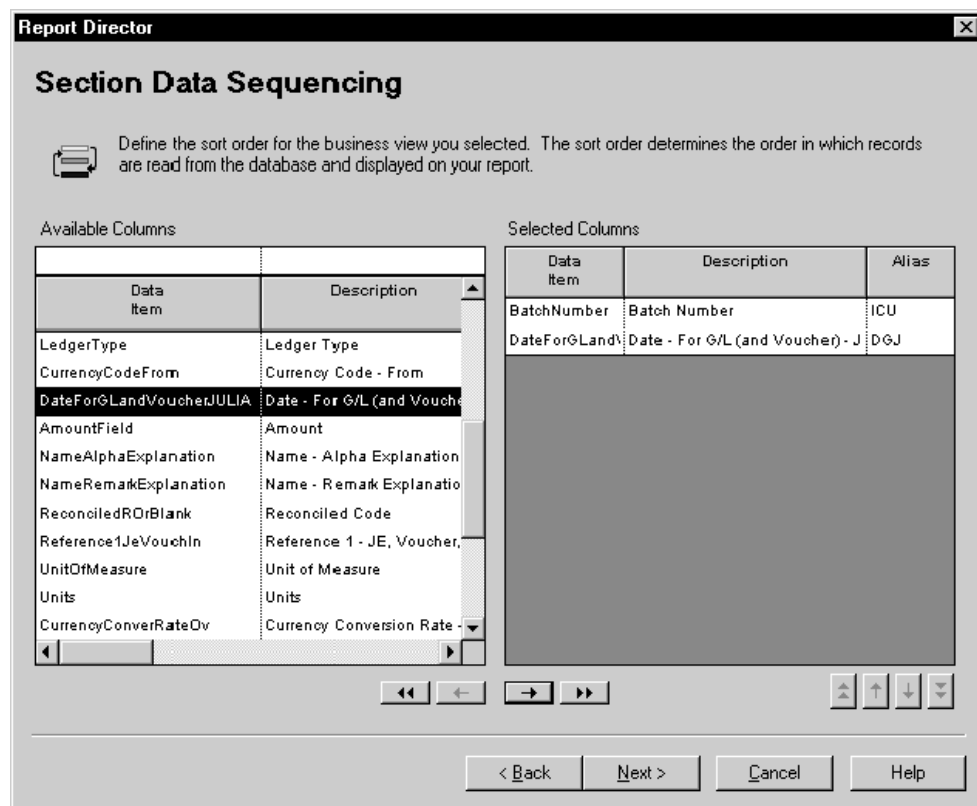 Report Director
Section Data Sequencing
Define the sort order for the business view you selected. The sort order determines the order in which records
are read from the database and displayed on your report.
Available Columns
Data Item Description
LedgerType Ledger Type
CurrencyCodeFrom Currency Code - From
DateForGLandVoucherJULIA Date - For G/L (and Vouche
AmountField Amount
NameAlphaExplanation Name - Alpha Explanation
NameRemarkExplanation Name - Remark Explanatio
ReconciledROrBlank Reconciled Code
Reference1JeVouchIn Reference 1 - JE, Voucher,
UnitOfMeasure Unit of Measure
Units Units
CurrencyConverRateOv Currency Conversion Rate -
Selected Columns
Data Item Description Alias
BatchNumber Batch Number ICU
DateForGLandV Date - For G/L (and Voucher) - J DGJ
< Back Next > Cancel Help